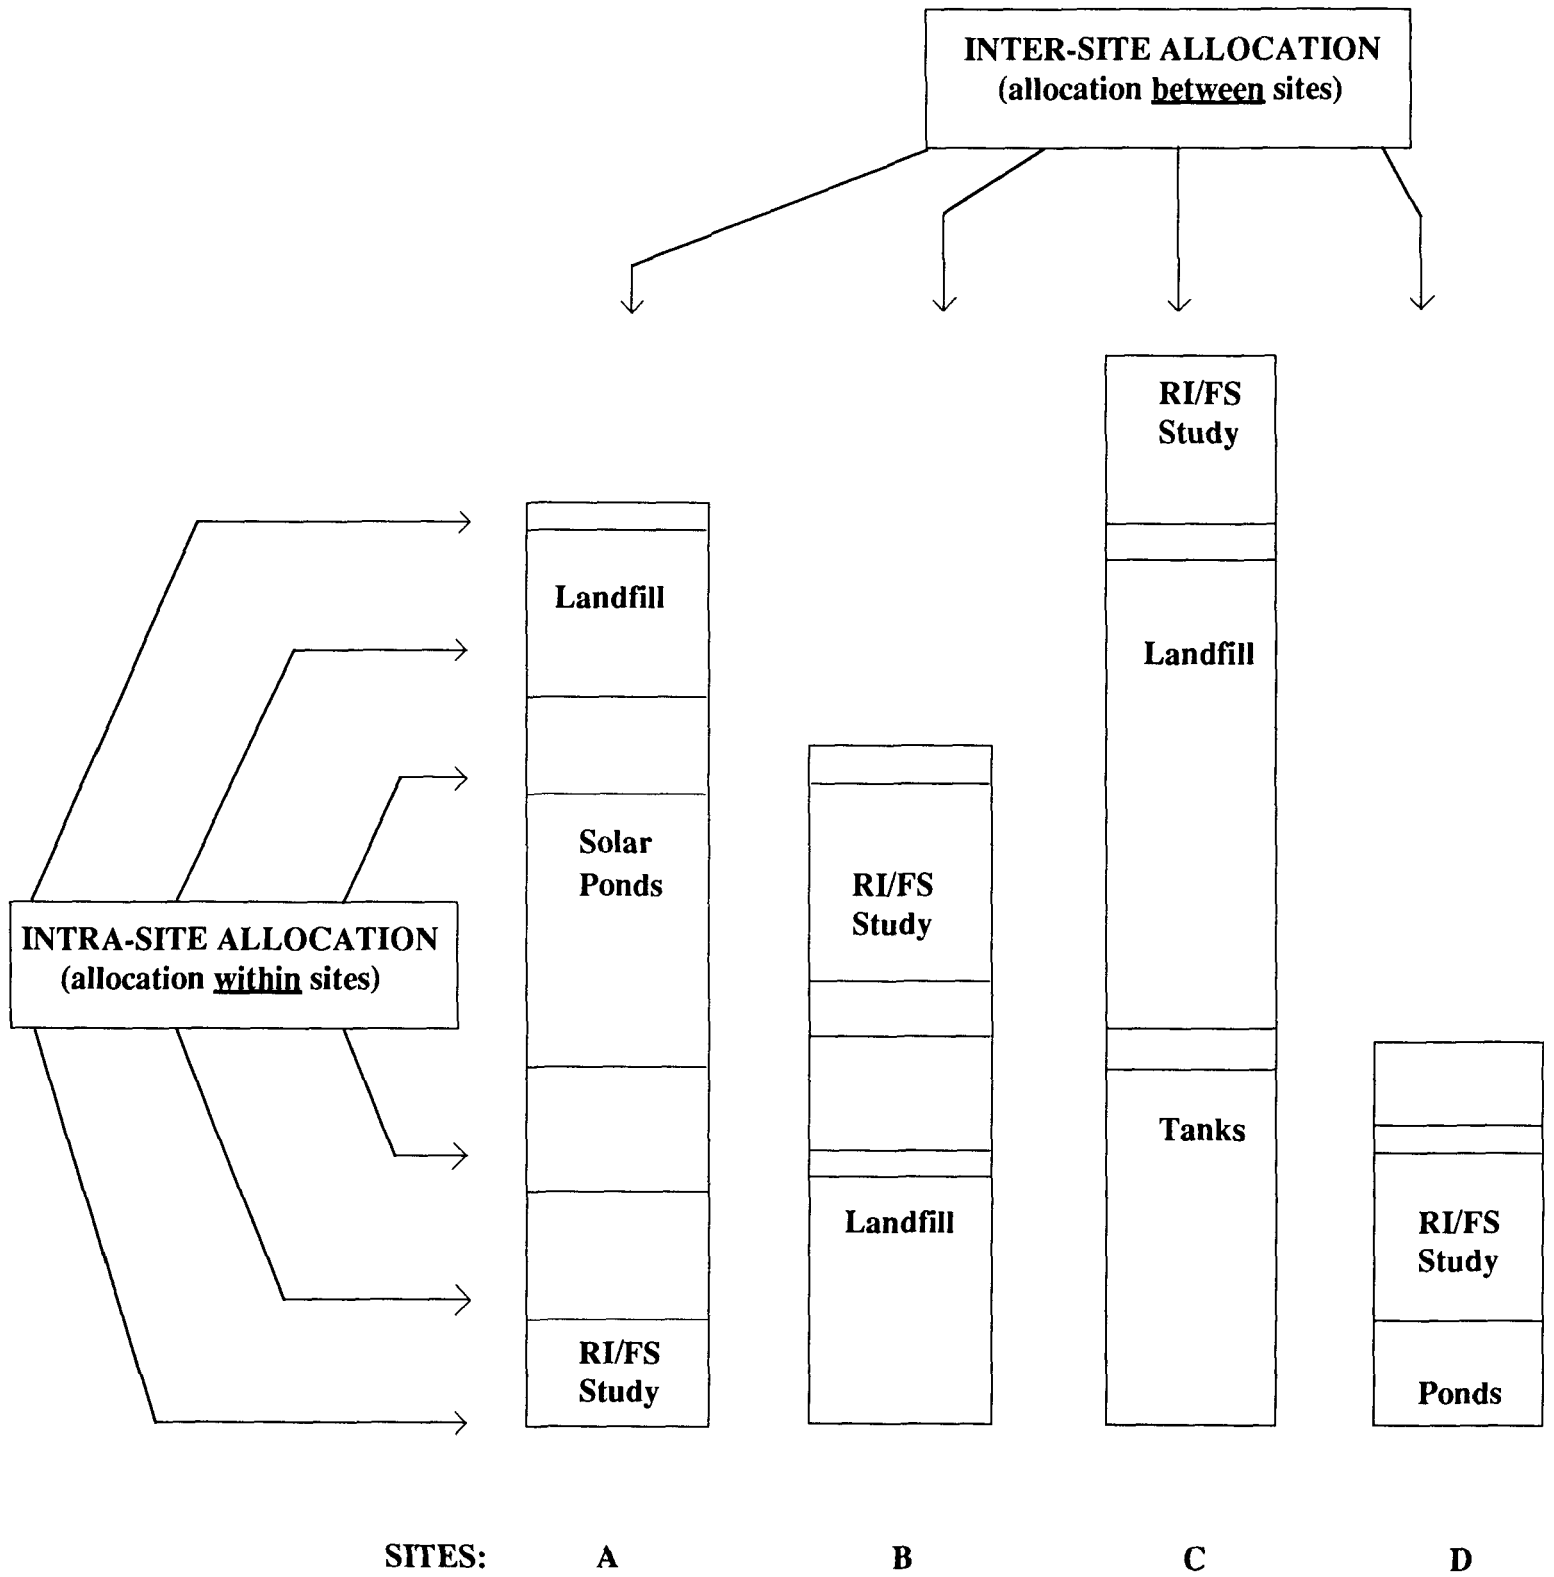 INTER-SITE ALLOCATION
(allocation between sites)
RI/FS
Study
Landfill
Landfill
Solar
Ponds
RI/FS
Study
INTRA-SITE ALLOCATION
(allocation within sites)
Tanks
Landfill
RI/FS
Study
RI/FS
Study
Ponds
SITES: A B C D